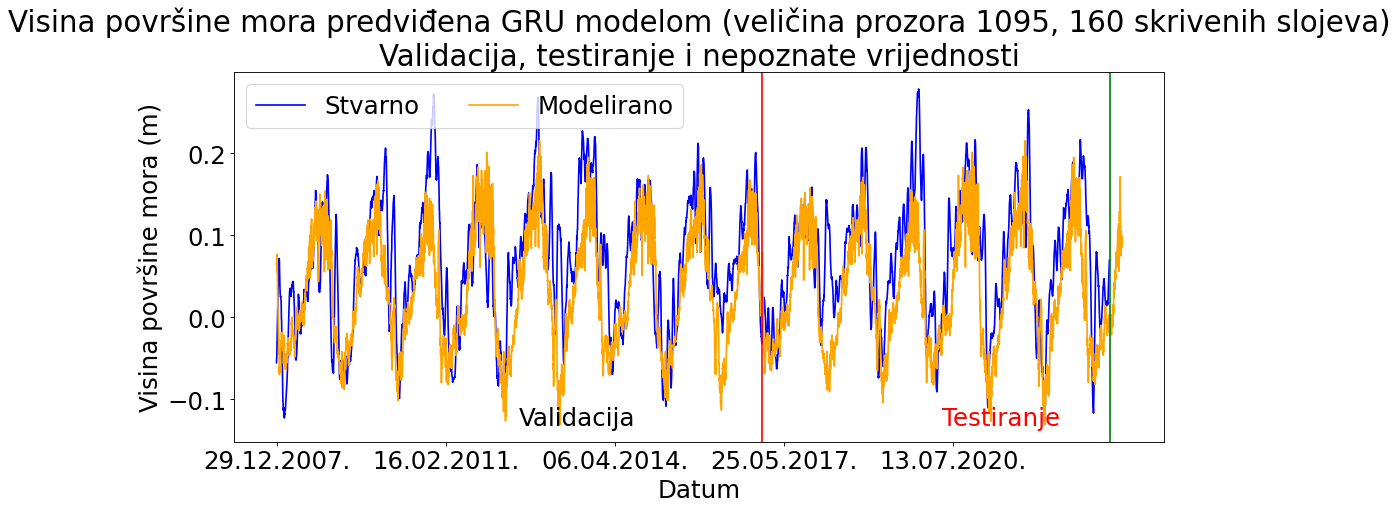 Visina površine mora predviđena GRU modelom (veličina prozora 1095, 160 skrivenih slojeva)
Validacija, testiranje i nepoznate vrijednosti
Stvarno
Modelirano
Visina površine mora (m)
0.2
0.1
0.0
−0.1
Validacija
Testiranje
29.12.2007.
16.02.2011.
06.04.2014.
25.05.2017.
13.07.2020.
Datum